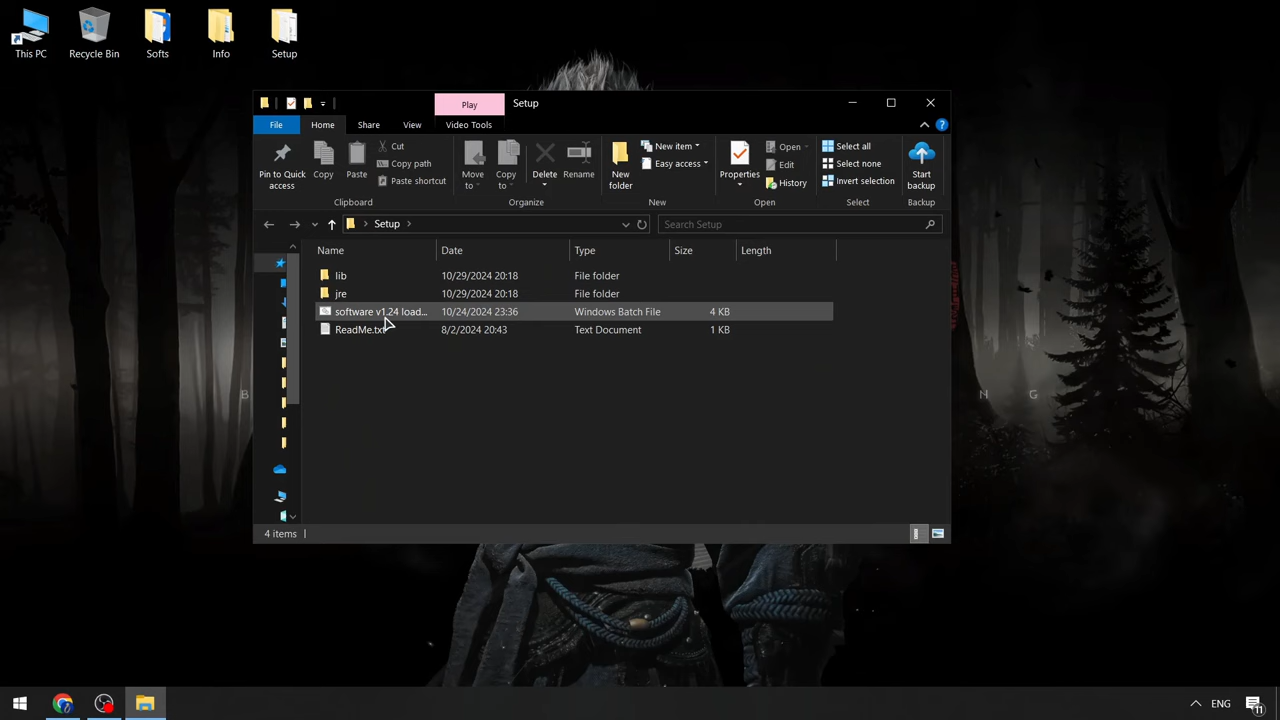 This PC
Recycle Bin
Softs
Info
Setup
Play
Setup
File
Home
Share
View
Video Tools
?
Pin to Quick access
Copy
Paste
Cut
Copy path
Paste shortcut
Move to
Copy to
Delete
Rename
New folder
New item
Easy access
Properties
Open
Edit
History
Select all
Select none
Invert selection
Start backup
Clipboard
Organize
New
Open
Select
Backup
Setup
Search Setup
Name
Date
Type
Size
Length
lib 10/29/2024 20:18 File folder
jre 10/29/2024 20:18 File folder
software v1.24 load... 10/24/2024 23:36 Windows Batch File 4 KB
ReadMe.txt 8/2/2024 20:43 Text Document 1 KB
B
N G
4 items
ENG
11